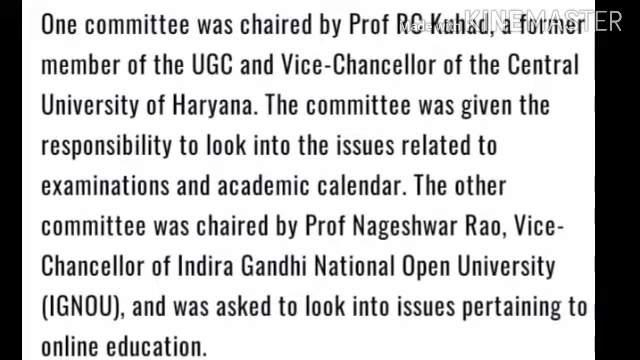 Made with KINEMASTER
One committee was chaired by Prof RC Kuhad, a former
member of the UGC and Vice-Chancellor of the Central
University of Haryana. The committee was given the
responsibility to look into the issues related to
examinations and academic calendar. The other
committee was chaired by Prof Nageshwar Rao, Vice-
Chancellor of Indira Gandhi National Open University
(IGNOU), and was asked to look into issues pertaining to
online education.